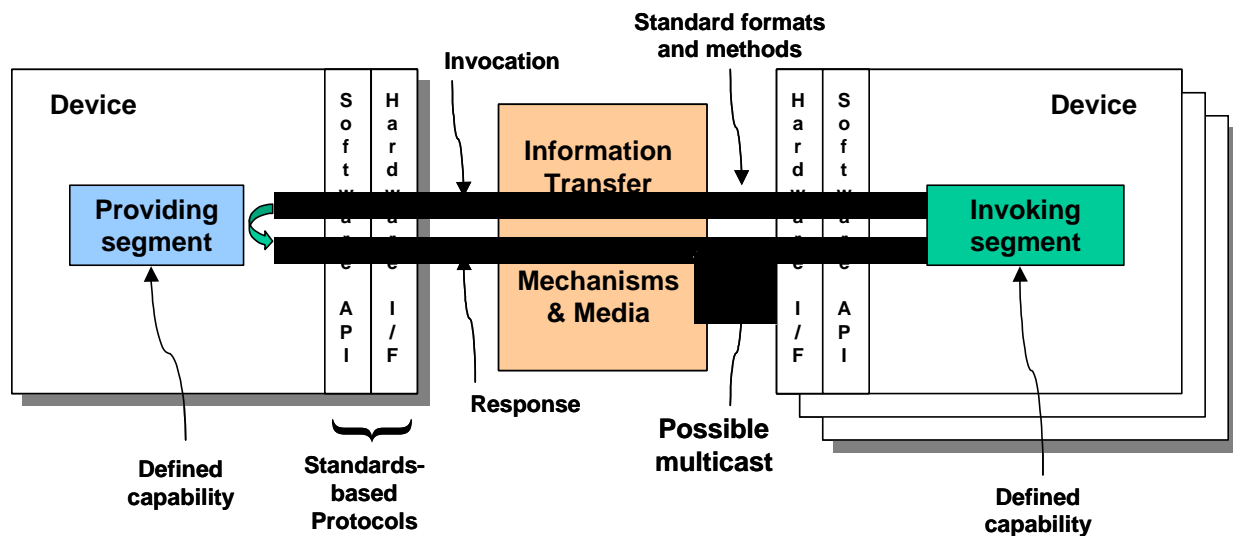 Standard formats
and methods
Invocation
Device
Software API
Hardware I/F
Information
Transfer
Mechanisms
& Media
Hardware I/F
Software API
Device
Providing
segment
Invoking
segment
Response
Possible
multicast
Defined
capability
Standards-
based
Protocols
Defined
capability